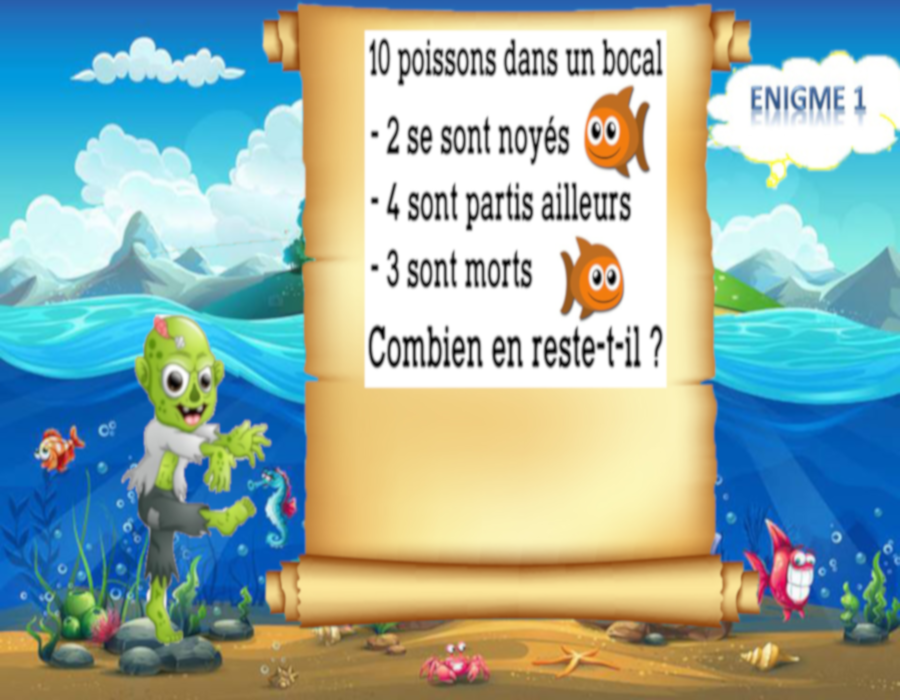 10 poissons dans un bocal
- 2 se sont noyés
- 4 sont partis ailleurs
- 3 sont morts
Combien en reste-t-il ?
ENIGME 1